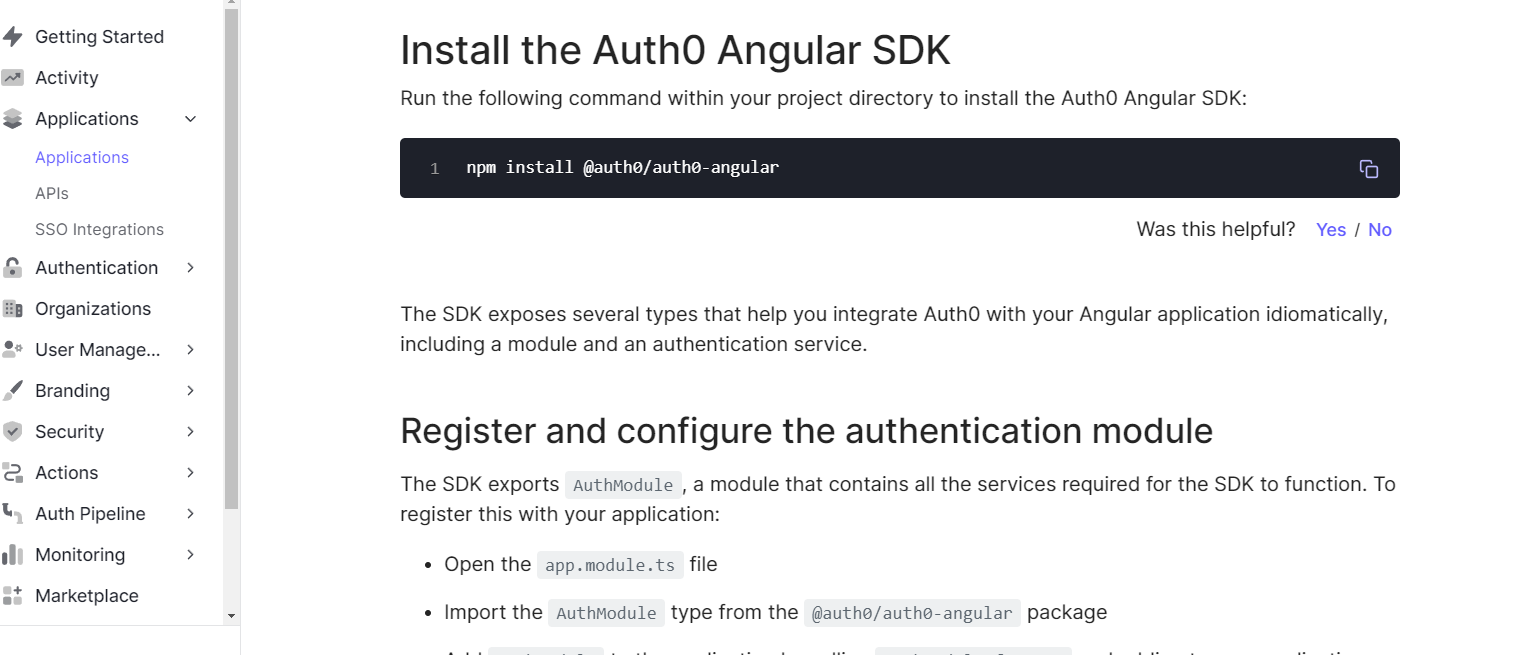 Getting Started
Activity
Applications
Applications
APIs
SSO Integrations
Authentication
Organizations
User Manage...
Branding
Security
Actions
Auth Pipeline
Monitoring
Marketplace
Install the Auth0 Angular SDK
Run the following command within your project directory to install the Auth0 Angular SDK:
1 npm install @auth0/auth0-angular
Was this helpful? Yes / No
The SDK exposes several types that help you integrate Auth0 with your Angular application idiomatically,
including a module and an authentication service.
Register and configure the authentication module
The SDK exports AuthModule , a module that contains all the services required for the SDK to function. To
register this with your application:
• Open the app.module.ts file
• Import the AuthModule type from the @auth0/auth0-angular package